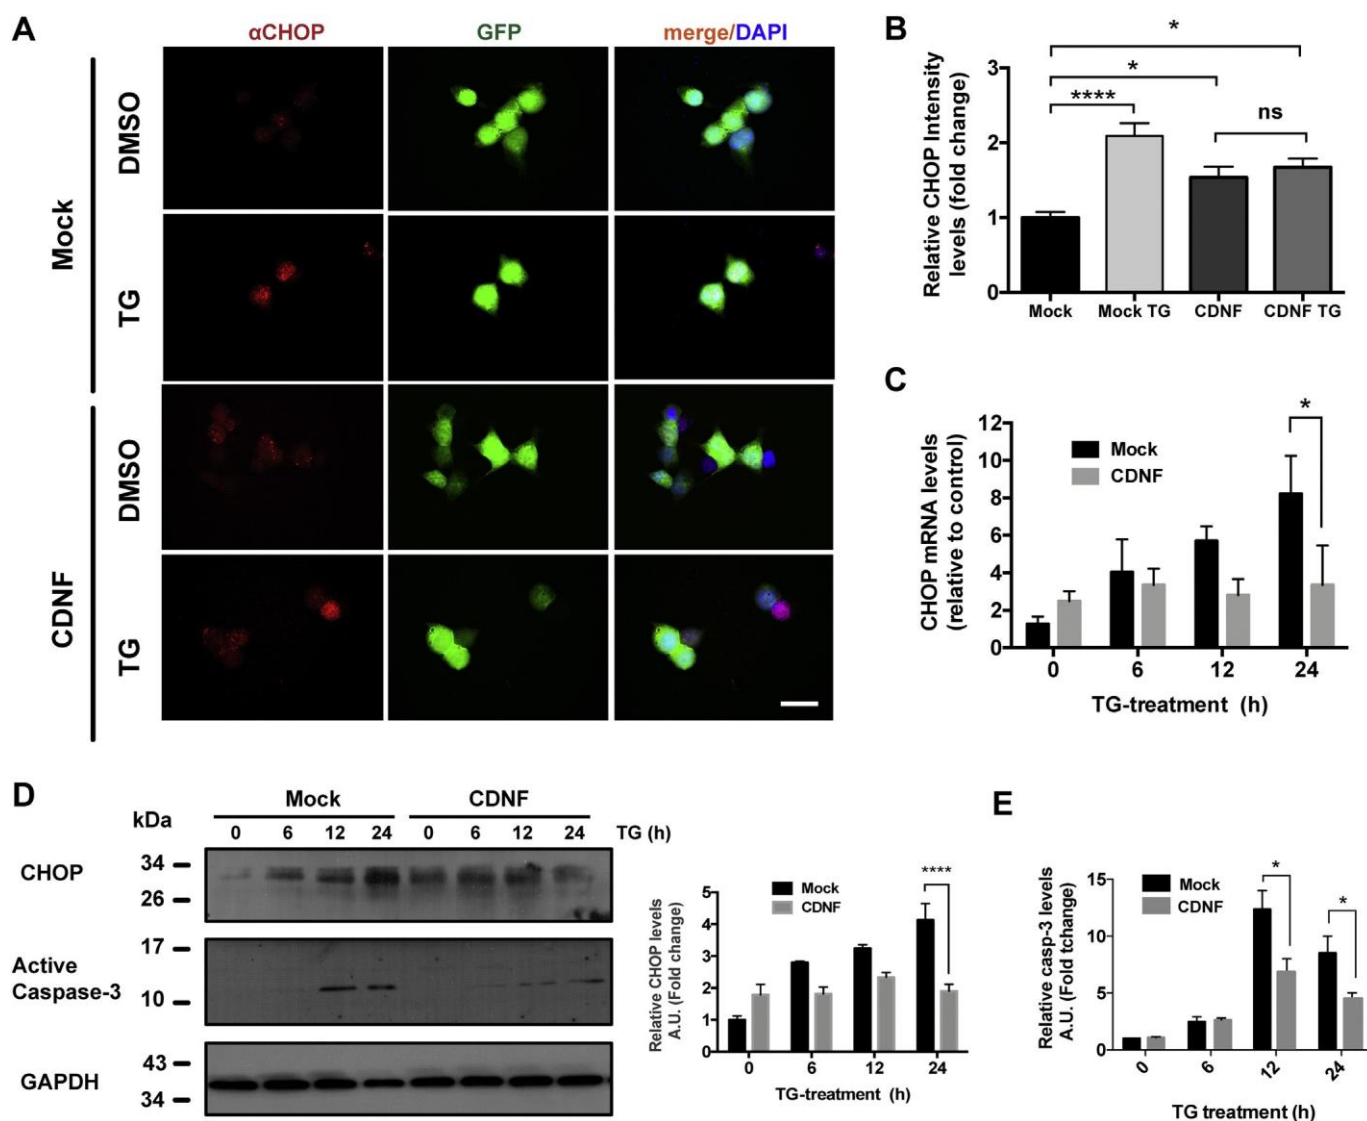 A
αCHOP
GFP
merge/DAPI
Mock
DMSO
TG
CDNF
DMSO
TG
B
Relative CHOP Intensity
levels (fold change)
3
2
1
0
*
*
****
ns
Mock
Mock TG
CDNF
CDNF TG
C
CHOP mRNA levels
(relative to control)
12
10
8
6
4
2
0
Mock
CDNF
*
0
6
12
24
TG-treatment (h)
D
Mock
CDNF
kDa
0 6 12 24 0 6 12 24 TG (h)
CHOP
34
26
Active
Caspase-3
17
10
GAPDH
43
34
Relative CHOP levels
A.U. (Fold change)
5
4
3
2
1
0
Mock
CDNF
****
0
6
12
24
TG-treatment (h)
E
Relative casp-3 levels
A.U. (Fold tchange)
15
10
5
0
Mock
CDNF
*
*
0
6
12
24
TG treatment (h)